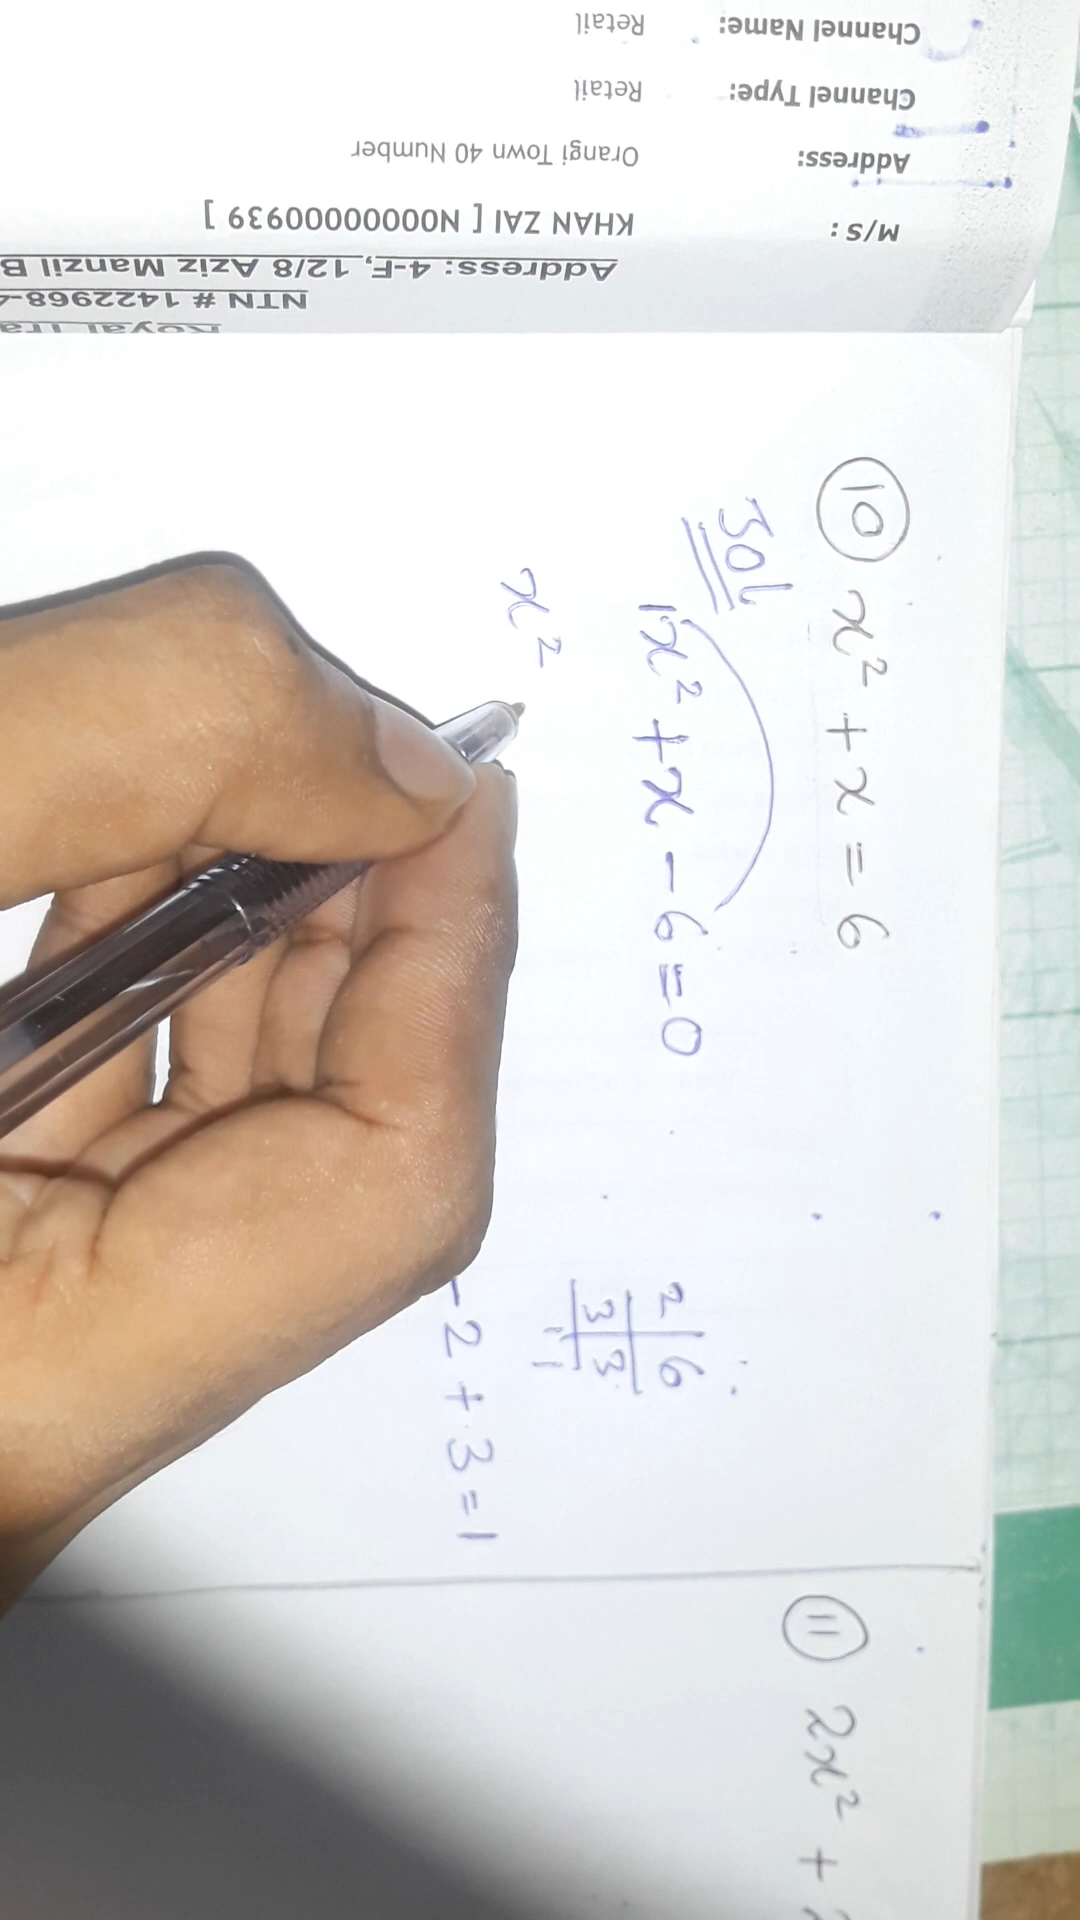 Channel Name: Retail
Channel Type: Retail
Address: Orangi Town 40 Number
M/S : KHAN ZAI [ N00000000939 ]
Address: 4-F, 12/8 Aziz Manzil B
NTN # 1422968-
10 x² + x = 6
Sol
1x² + x - 6 = 0
x²
2 6
3 3
1
-2 + 3 = 1
11 2x² +